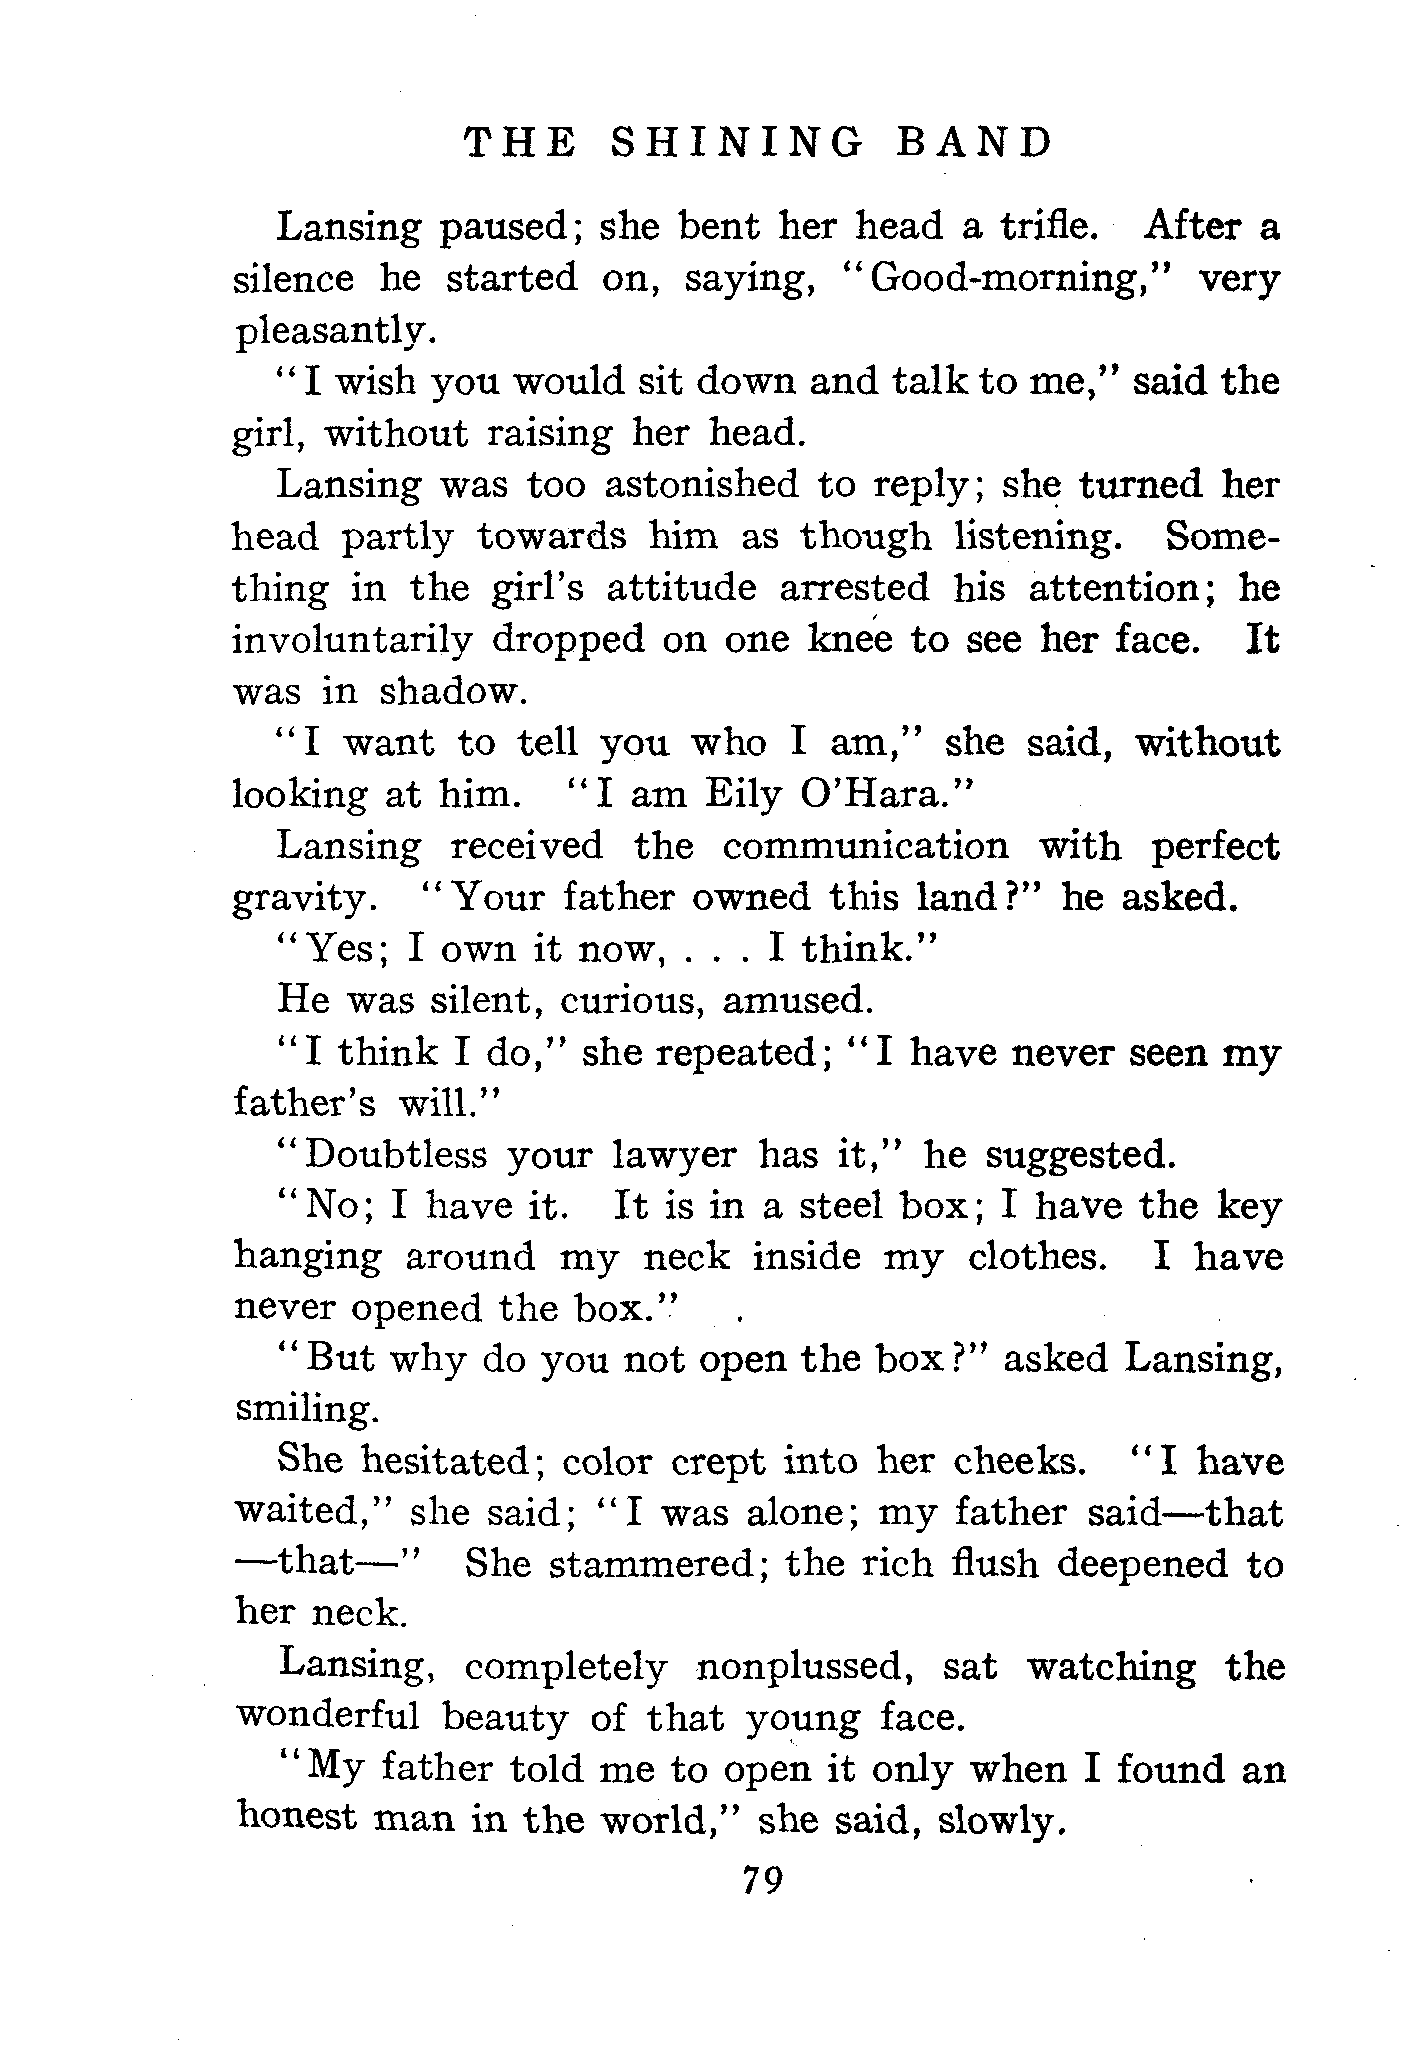 THE SHINING BAND
Lansing paused; she bent her head a trifle. After a
silence he started on, saying, "Good-morning," very
pleasantly.
"I wish you would sit down and talk to me," said the
girl, without raising her head.
Lansing was too astonished to reply; she turned her
head partly towards him as though listening. Some-
thing in the girl's attitude arrested his attention; he
involuntarily dropped on one knee to see her face. It
was in shadow.
"I want to tell you who I am," she said, without
looking at him. "I am Eily O'Hara."
Lansing received the communication with perfect
gravity. "Your father owned this land?" he asked.
"Yes; I own it now, . . . I think."
He was silent, curious, amused.
"I think I do," she repeated; "I have never seen my
father's will."
"Doubtless your lawyer has it," he suggested.
"No; I have it. It is in a steel box; I have the key
hanging around my neck inside my clothes. I have
never opened the box."
"But why do you not open the box?" asked Lansing,
smiling.
She hesitated; color crept into her cheeks. "I have
waited," she said; "I was alone; my father said—that
—that—" She stammered; the rich flush deepened to
her neck.
Lansing, completely nonplussed, sat watching the
wonderful beauty of that young face.
"My father told me to open it only when I found an
honest man in the world," she said, slowly.
79